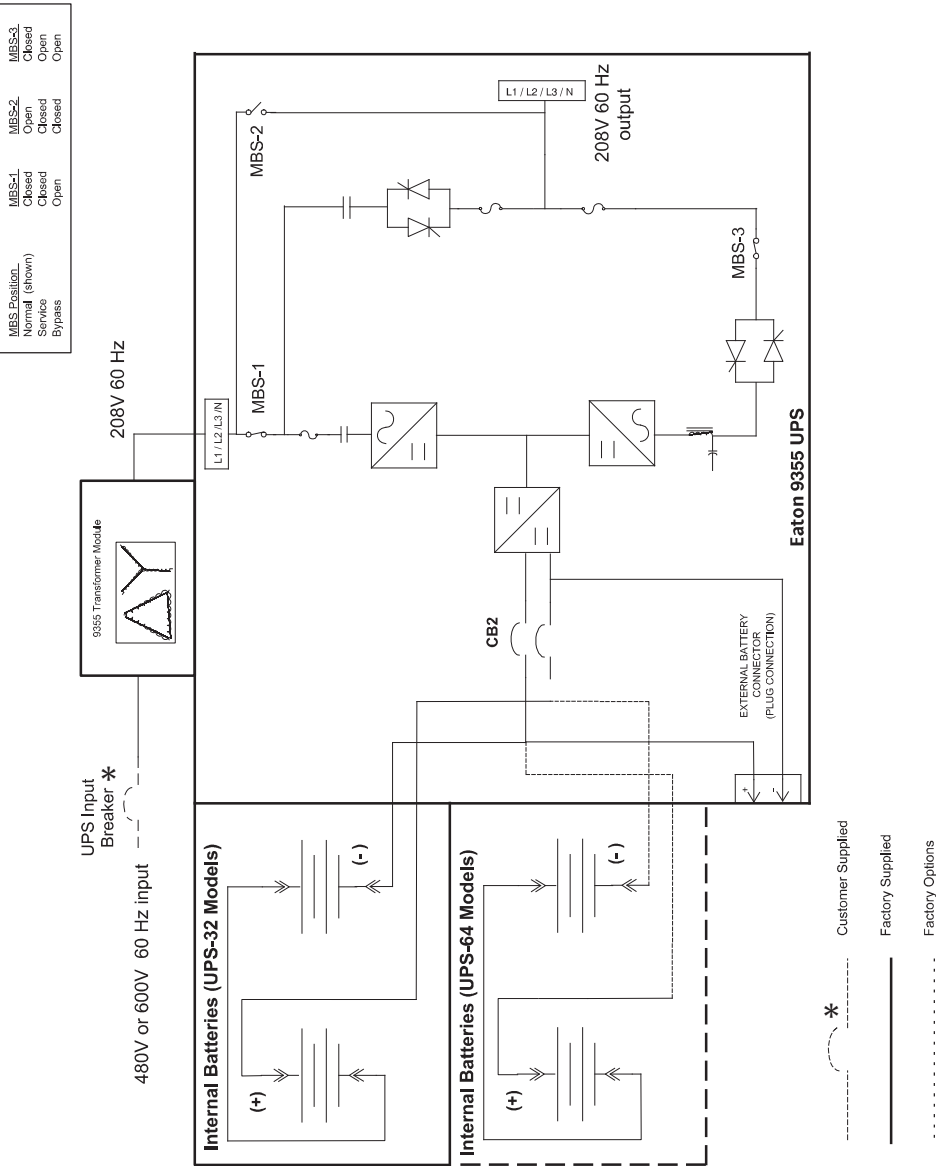 MBS Position MBS-1 MBS-2 MBS-3
Normal (shown) Closed Open Closed
Service Closed Closed Open
Bypass Open Closed Open
UPS Input
Breaker *
480V or 600V 60 Hz input
9355 Transformer Module
208V 60 Hz
L1 / L2 /L3 /N
MBS-1
MBS-2
L1 / L2 / L3 / N
208V 60 Hz
output
MBS-3
CB2
EXTERNAL BATTERY
CONNECTOR
(PLUG CONNECTION)
+
-
Eaton 9355 UPS
Internal Batteries (UPS-32 Models)
(+)
(-)
Internal Batteries (UPS-64 Models)
(+)
(-)
*
Customer Supplied
Factory Supplied
Factory Options